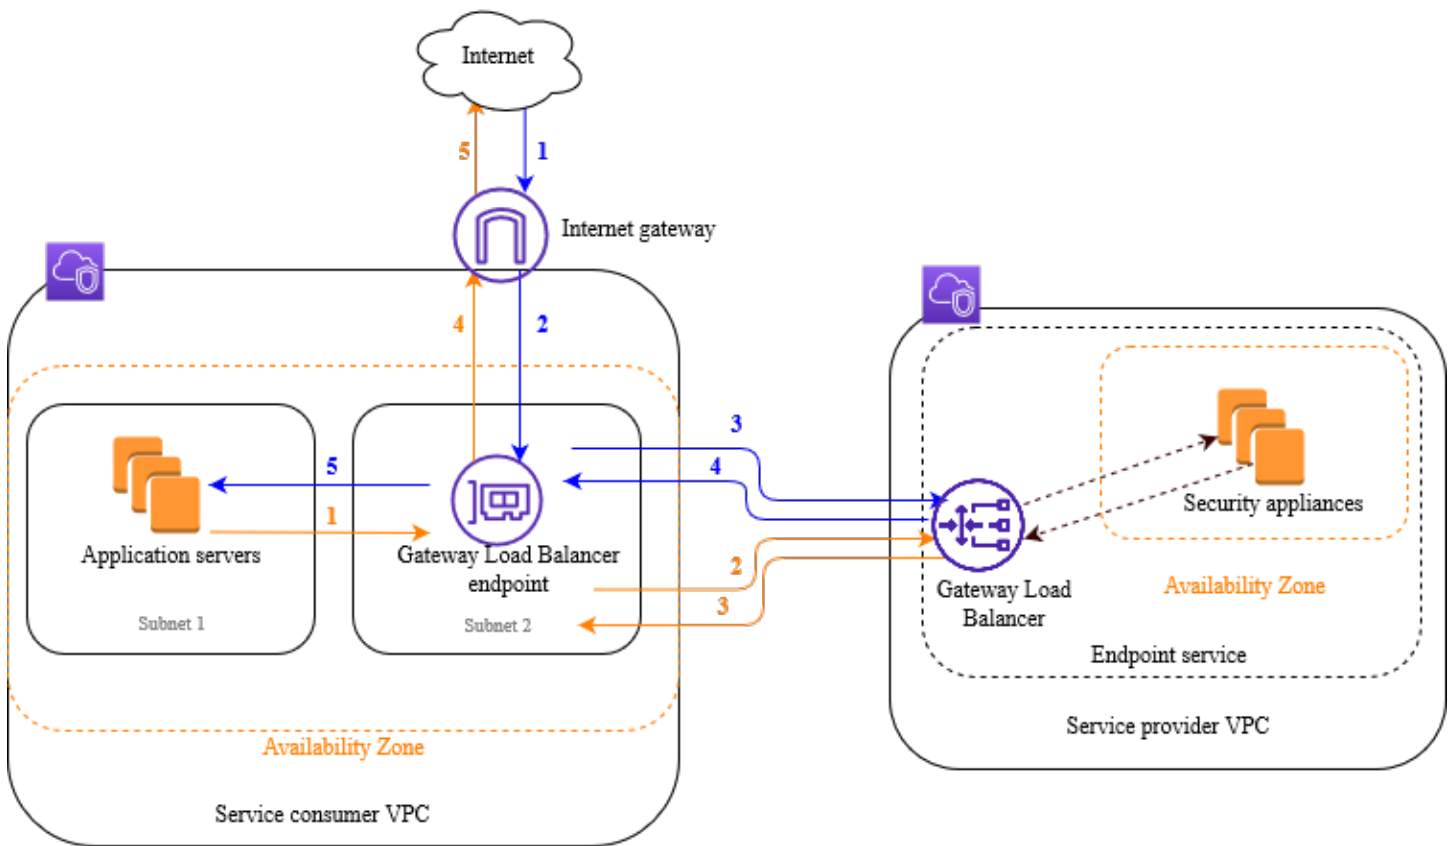 Internet
5
1
Internet gateway
4
2
3
4
5
1
Application servers
Gateway Load Balancer
endpoint
2
3
Subnet 1
Subnet 2
Availability Zone
Service consumer VPC
Security appliances
Availability Zone
Gateway Load
Balancer
Endpoint service
Service provider VPC